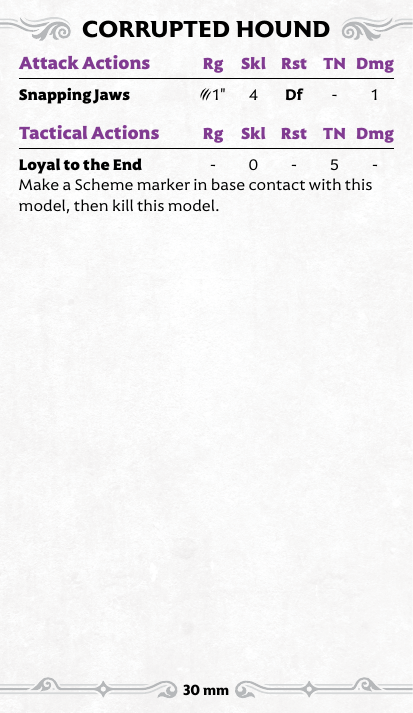 CORRUPTED HOUND
Attack Actions Rg Skl Rst TN Dmg
Snapping Jaws 1" 4 Df - 1
Tactical Actions Rg Skl Rst TN Dmg
Loyal to the End - 0 - 5 -
Make a Scheme marker in base contact with this
model, then kill this model.
30 mm